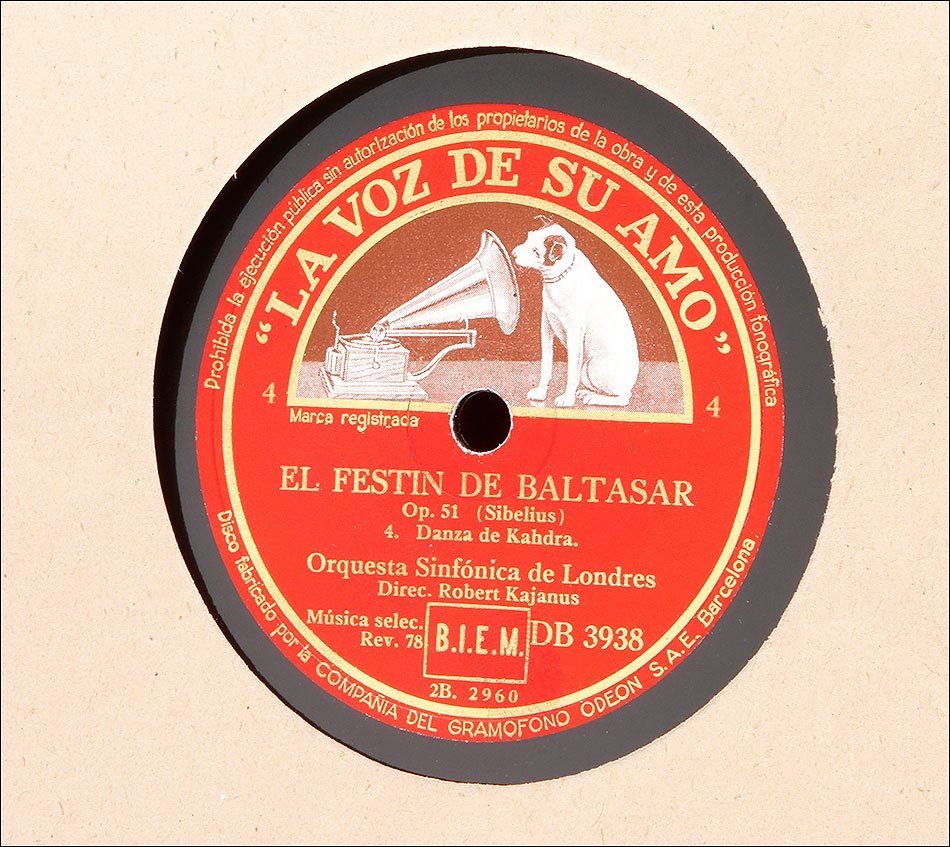 Prohibida la ejecución pública sin autorización de los propietarios de la obra y de esta producción fonográfica
“LA VOZ DE SU AMO”
4 4
Marca registrada
EL FESTIN DE BALTASAR
Op. 51 (Sibelius)
4. Danza de Kahdra.
Orquesta Sinfónica de Londres
Direc. Robert Kajanus
Música selec.
Rev. 78
B.I.E.M.
DB 3938
2B. 2960
Disco fabricado por la COMPAÑIA DEL GRAMOFONO ODEON S.A.E. Barcelona